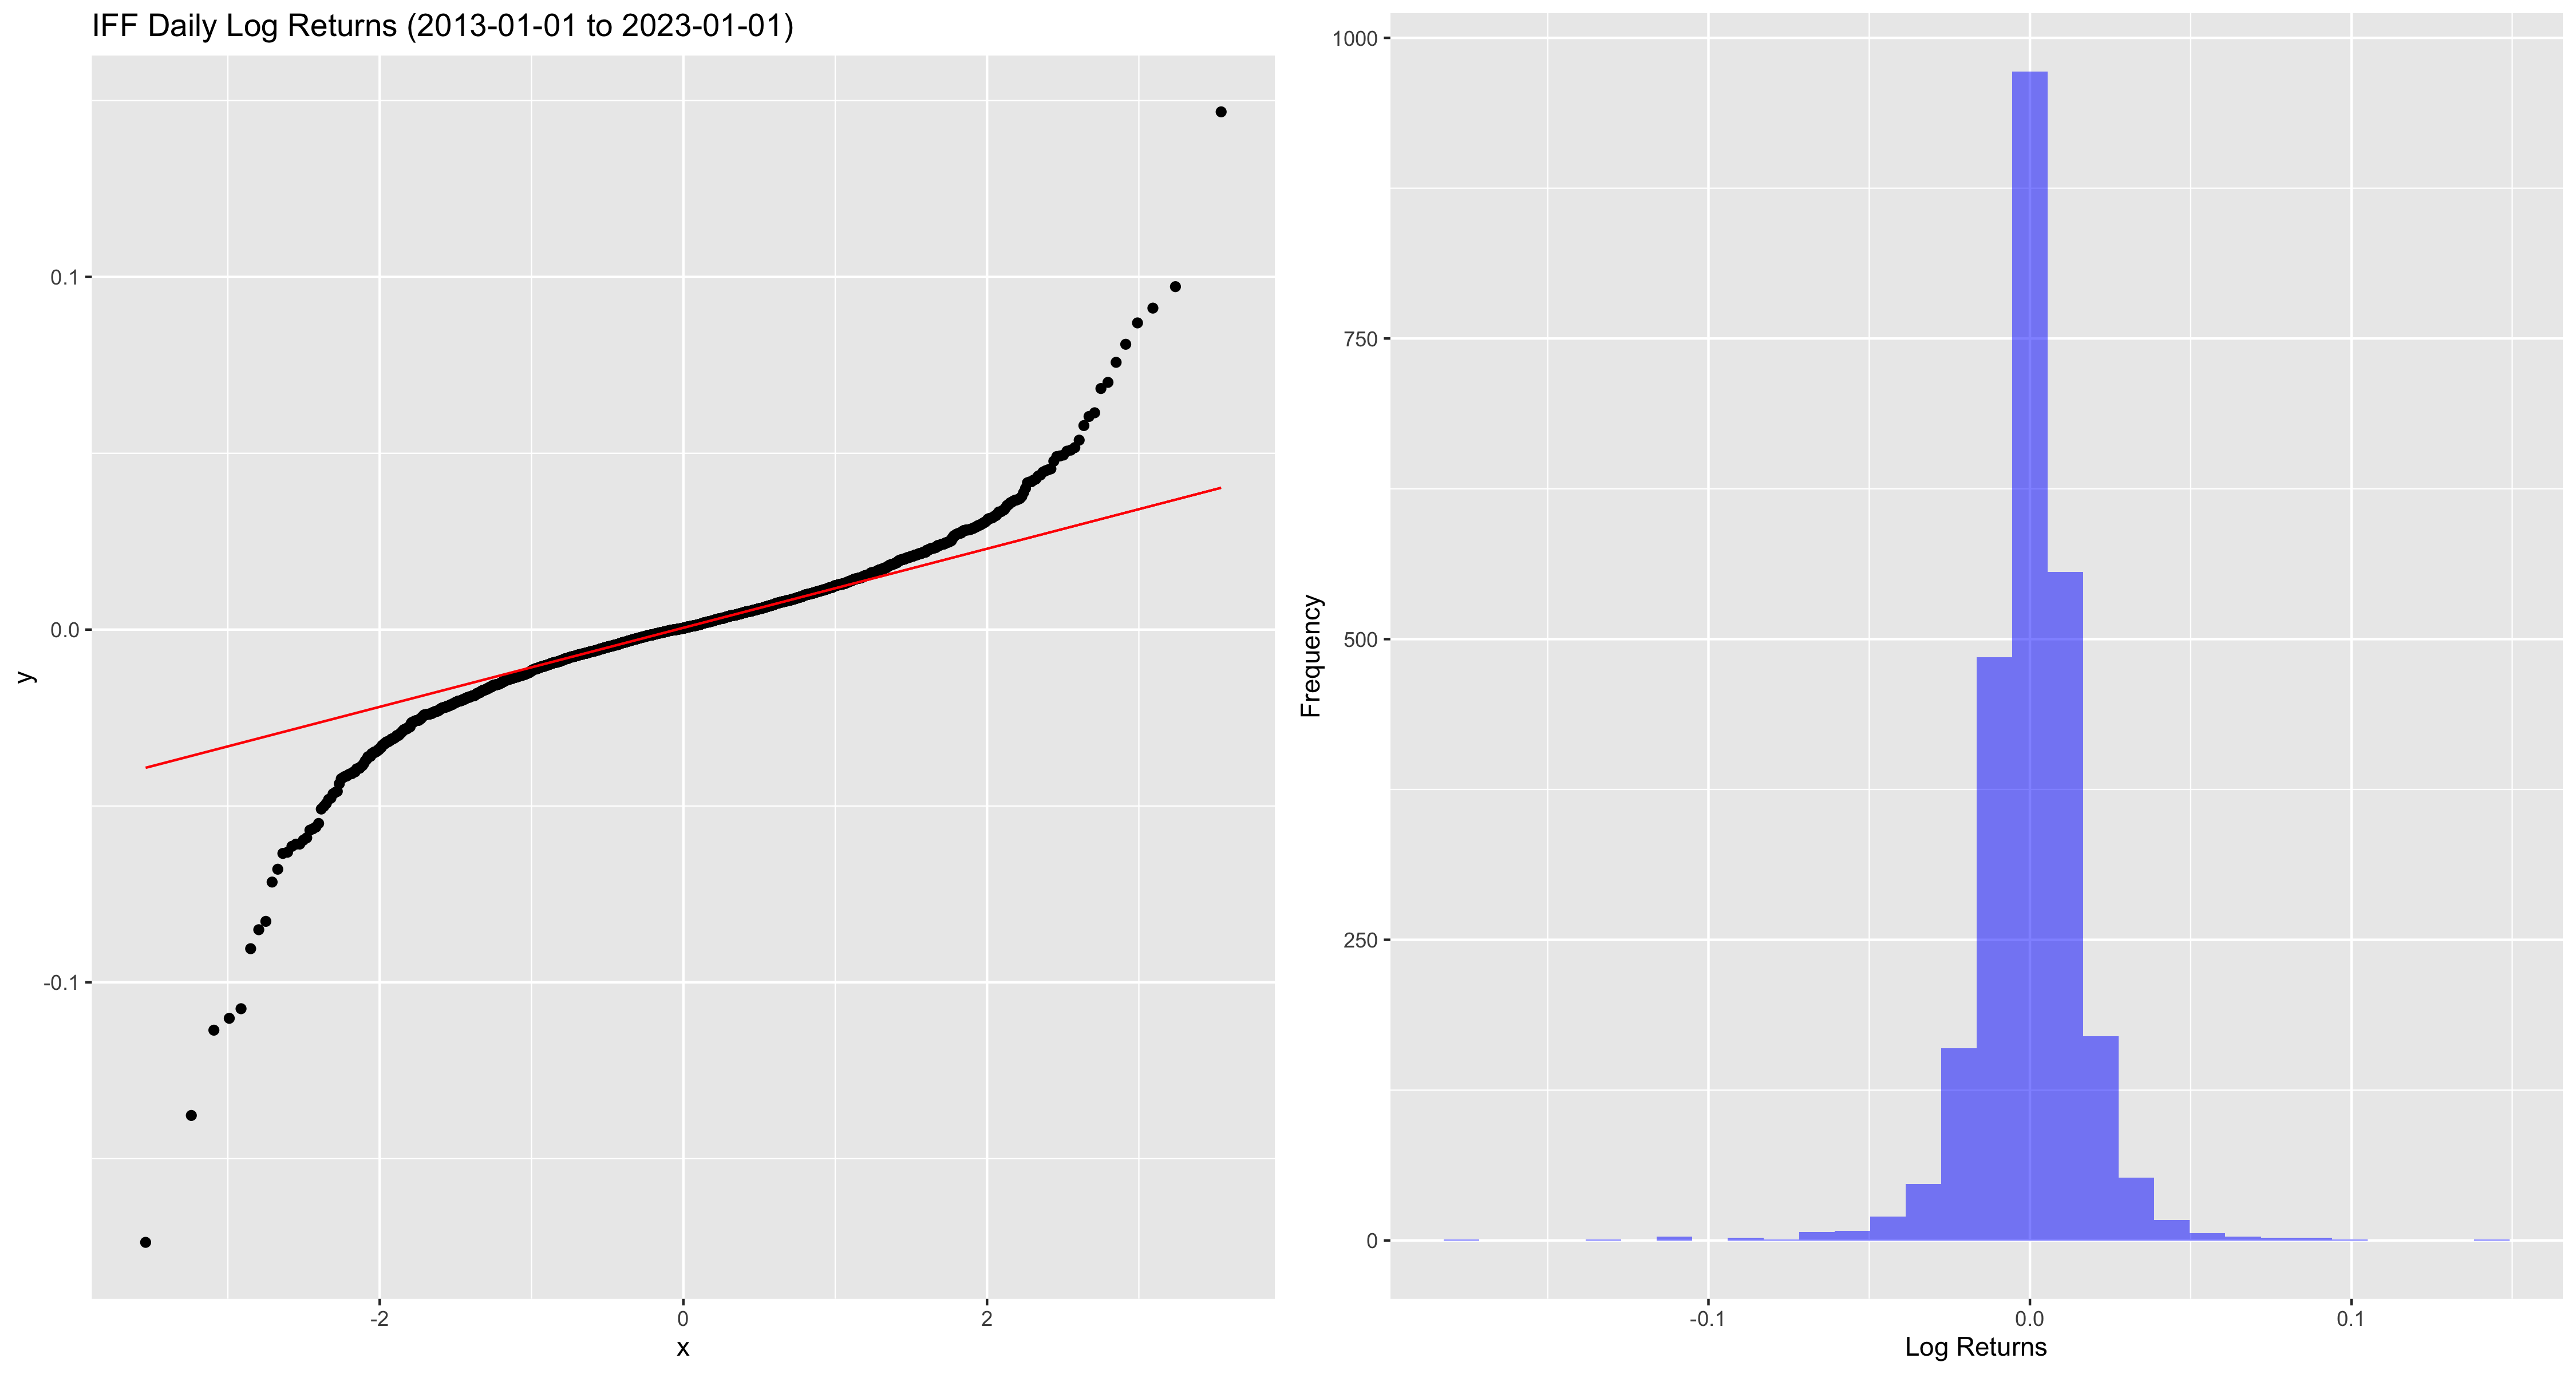 IFF Daily Log Returns (2013-01-01 to 2023-01-01)
0.1
0.0
-0.1
y
-2
0
2
x
1000
750
500
250
0
Frequency
-0.1
0.0
0.1
Log Returns